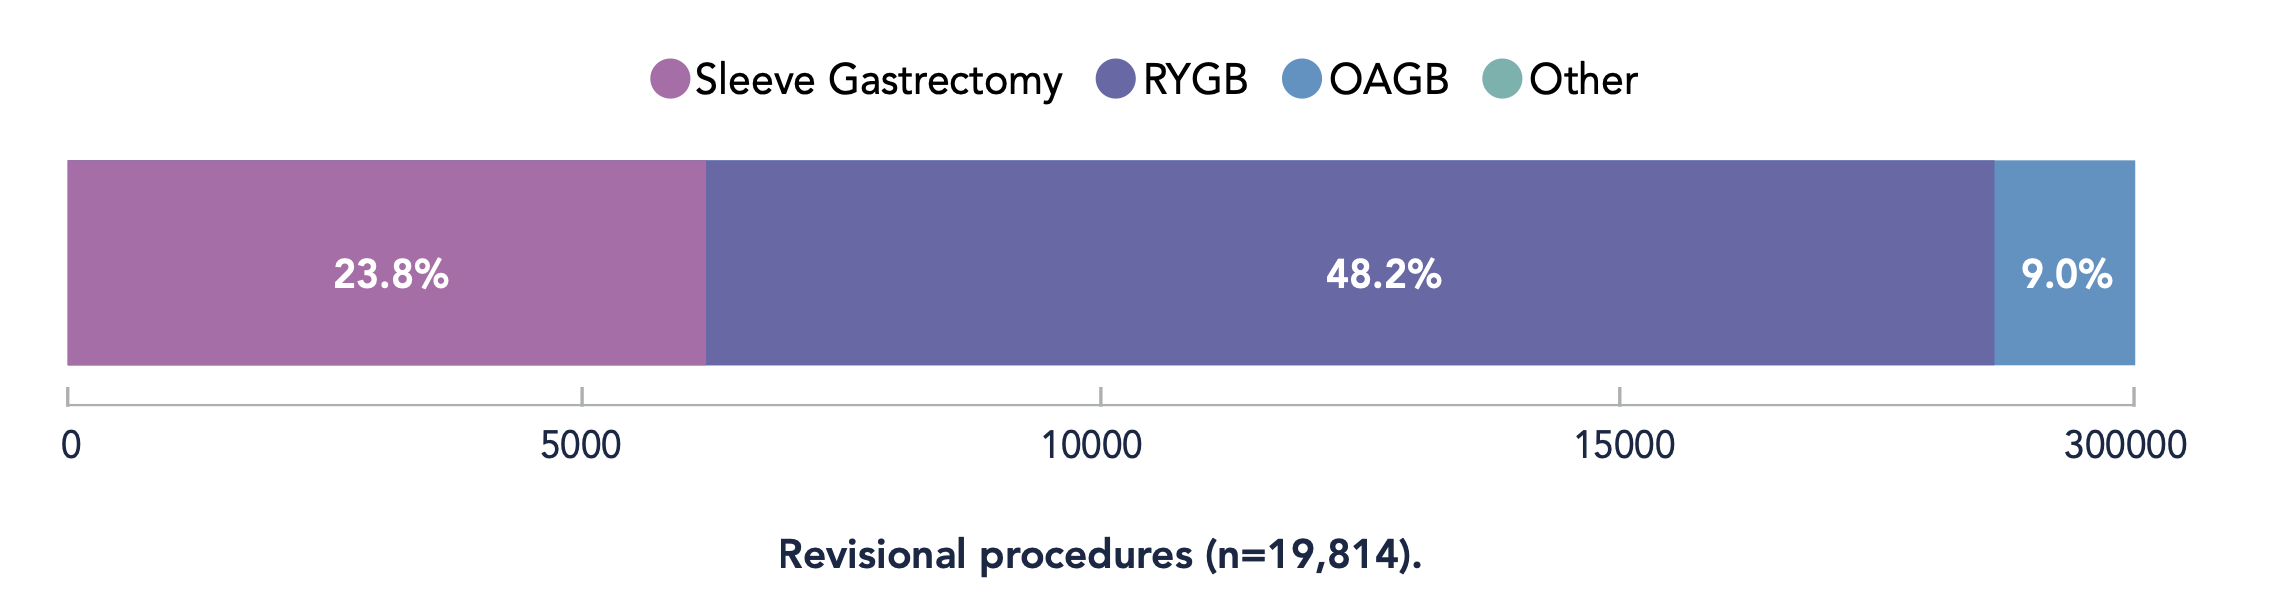 Sleeve Gastrectomy RYGB OAGB Other
23.8% 48.2% 9.0%
0 5000 10000 15000 300000
Revisional procedures (n=19,814).